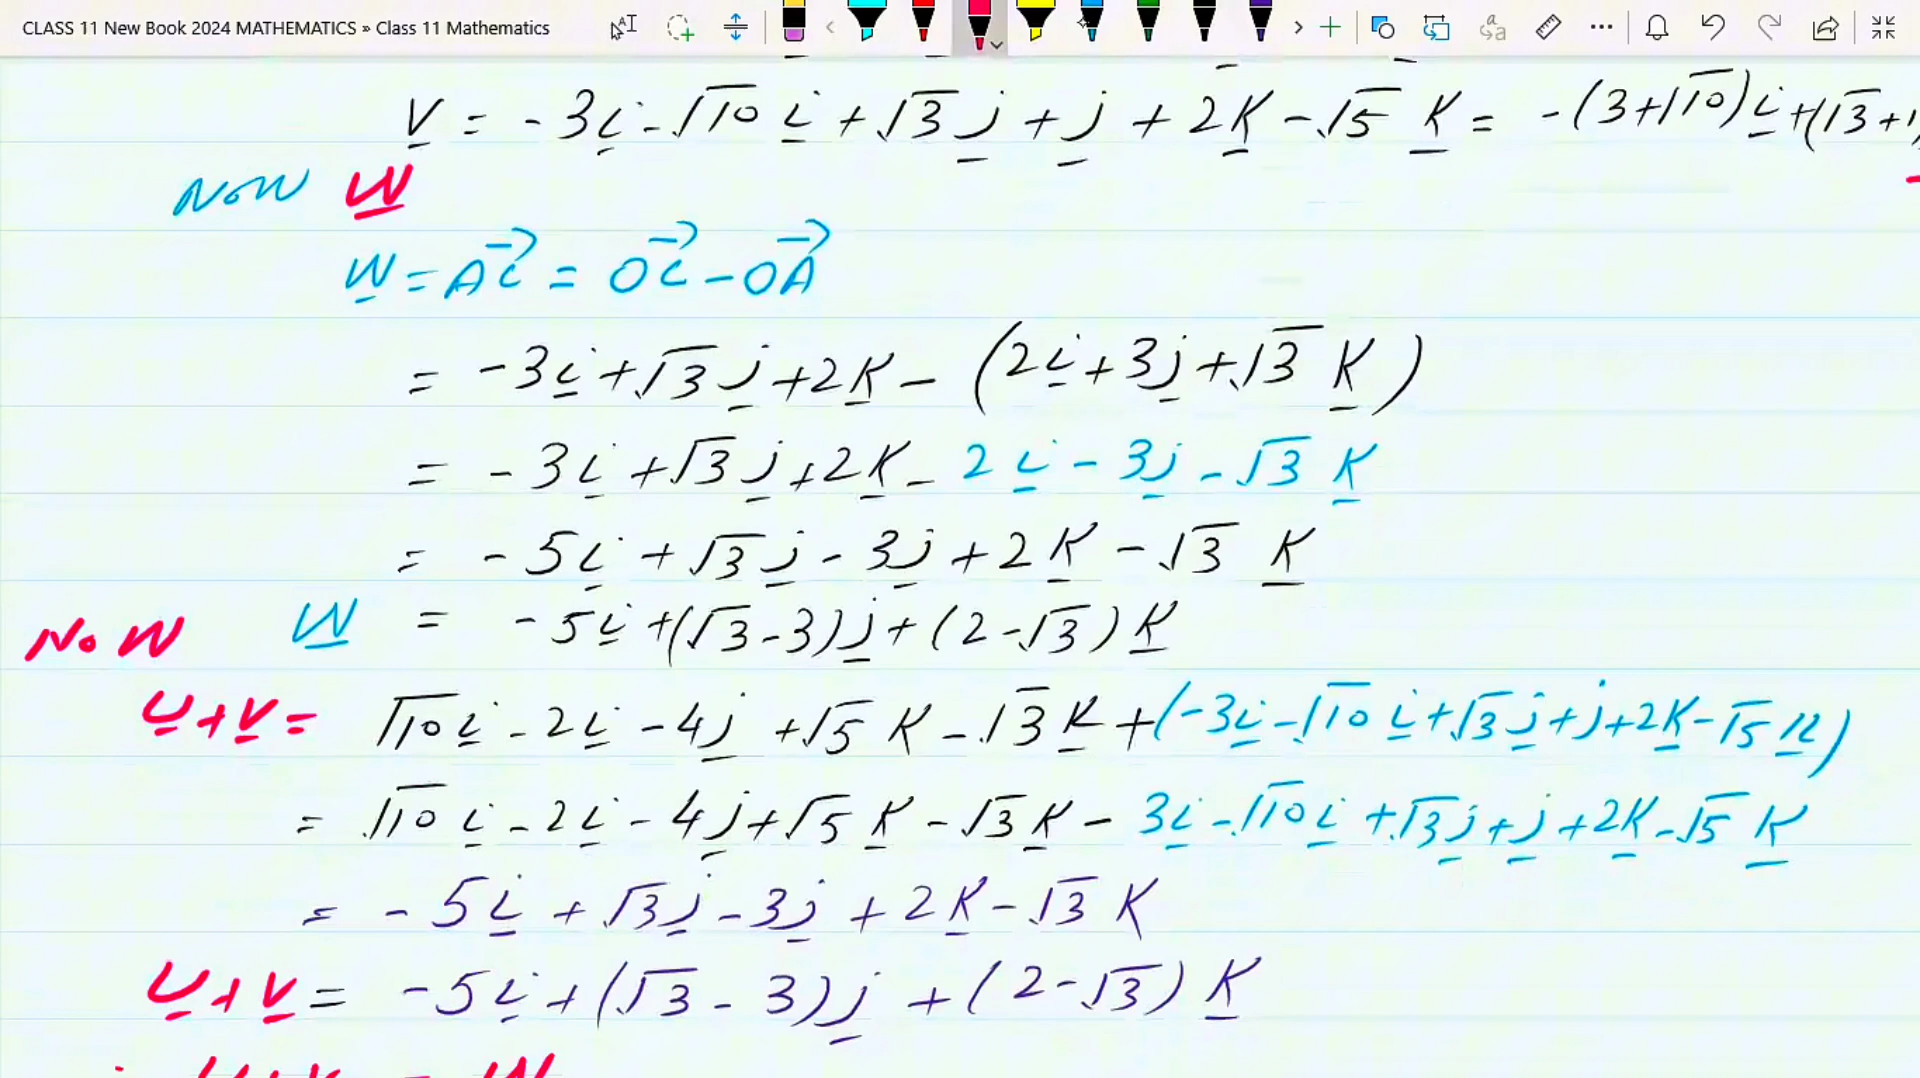 CLASS 11 New Book 2024 MATHEMATICS » Class 11 Mathematics
V = -3i - √10 i + √3 j + j + 2K - √5 K = -(3+√10)i + (√3+1
Now W
W = AC = OC - OA
= -3i + √3 j + 2K - (2i + 3j + √3 K)
= -3i + √3 j + 2K - 2i - 3j - √3 K
= -5i + √3 j - 3j + 2K - √3 K
Now W = -5i + (√3 - 3)j + (2 - √3)K
U + V = √10 i - 2i - 4j + √5 K - √3 K + (-3i - √10 i + √3 j + j + 2K - √5 K)
= √10 i - 2i - 4j + √5 K - √3 K - 3i - √10 i + √3 j + j + 2K - √5 K
= -5i + √3 j - 3j + 2K - √3 K
U + V = -5i + (√3 - 3)j + (2 - √3) K